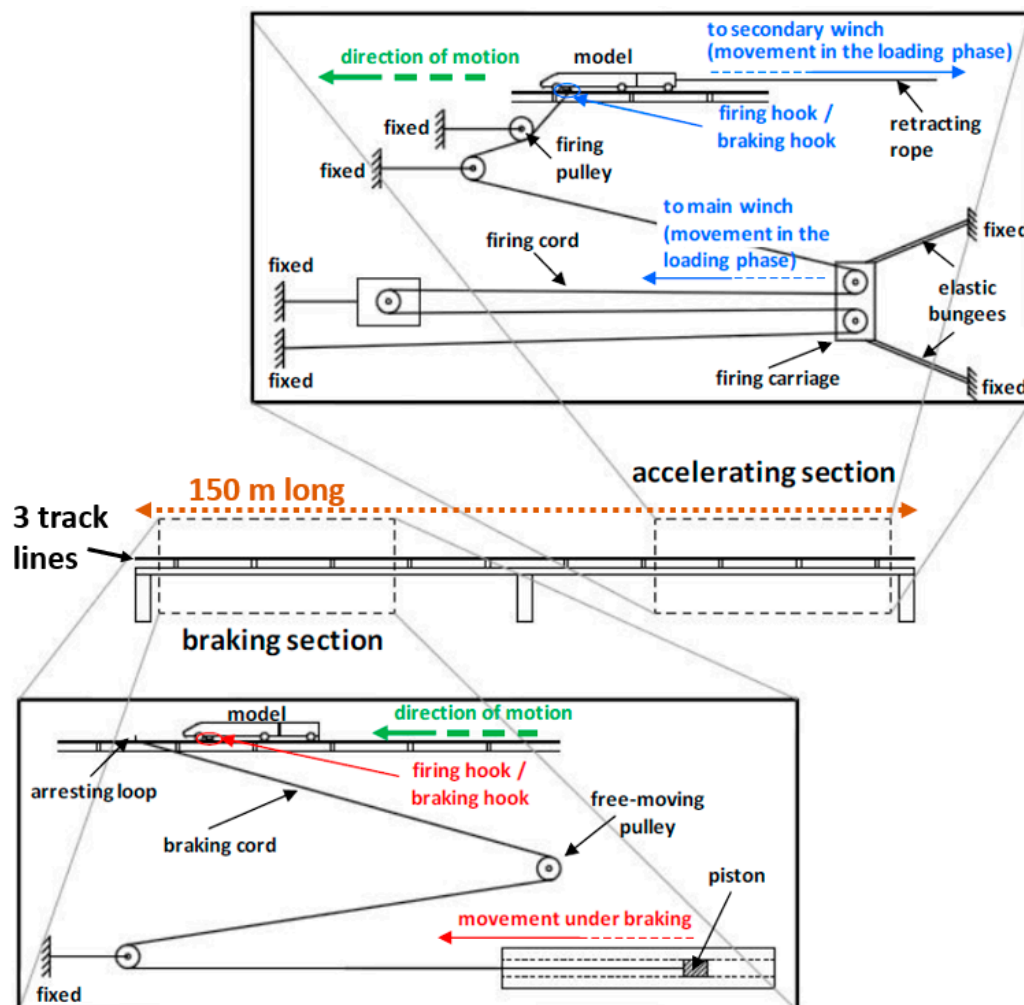 to secondary winch
(movement in the loading phase)
direction of motion
model
fixed
firing hook /
braking hook
retracting
rope
firing
pulley
fixed
to main winch
(movement in the
loading phase)
firing cord
fixed
fixed
elastic
bungees
fixed
firing carriage
fixed
accelerating section
150 m long
3 track
lines
braking section
model
direction of motion
arresting loop
firing hook /
braking hook
free-moving
pulley
braking cord
piston
movement under braking
fixed